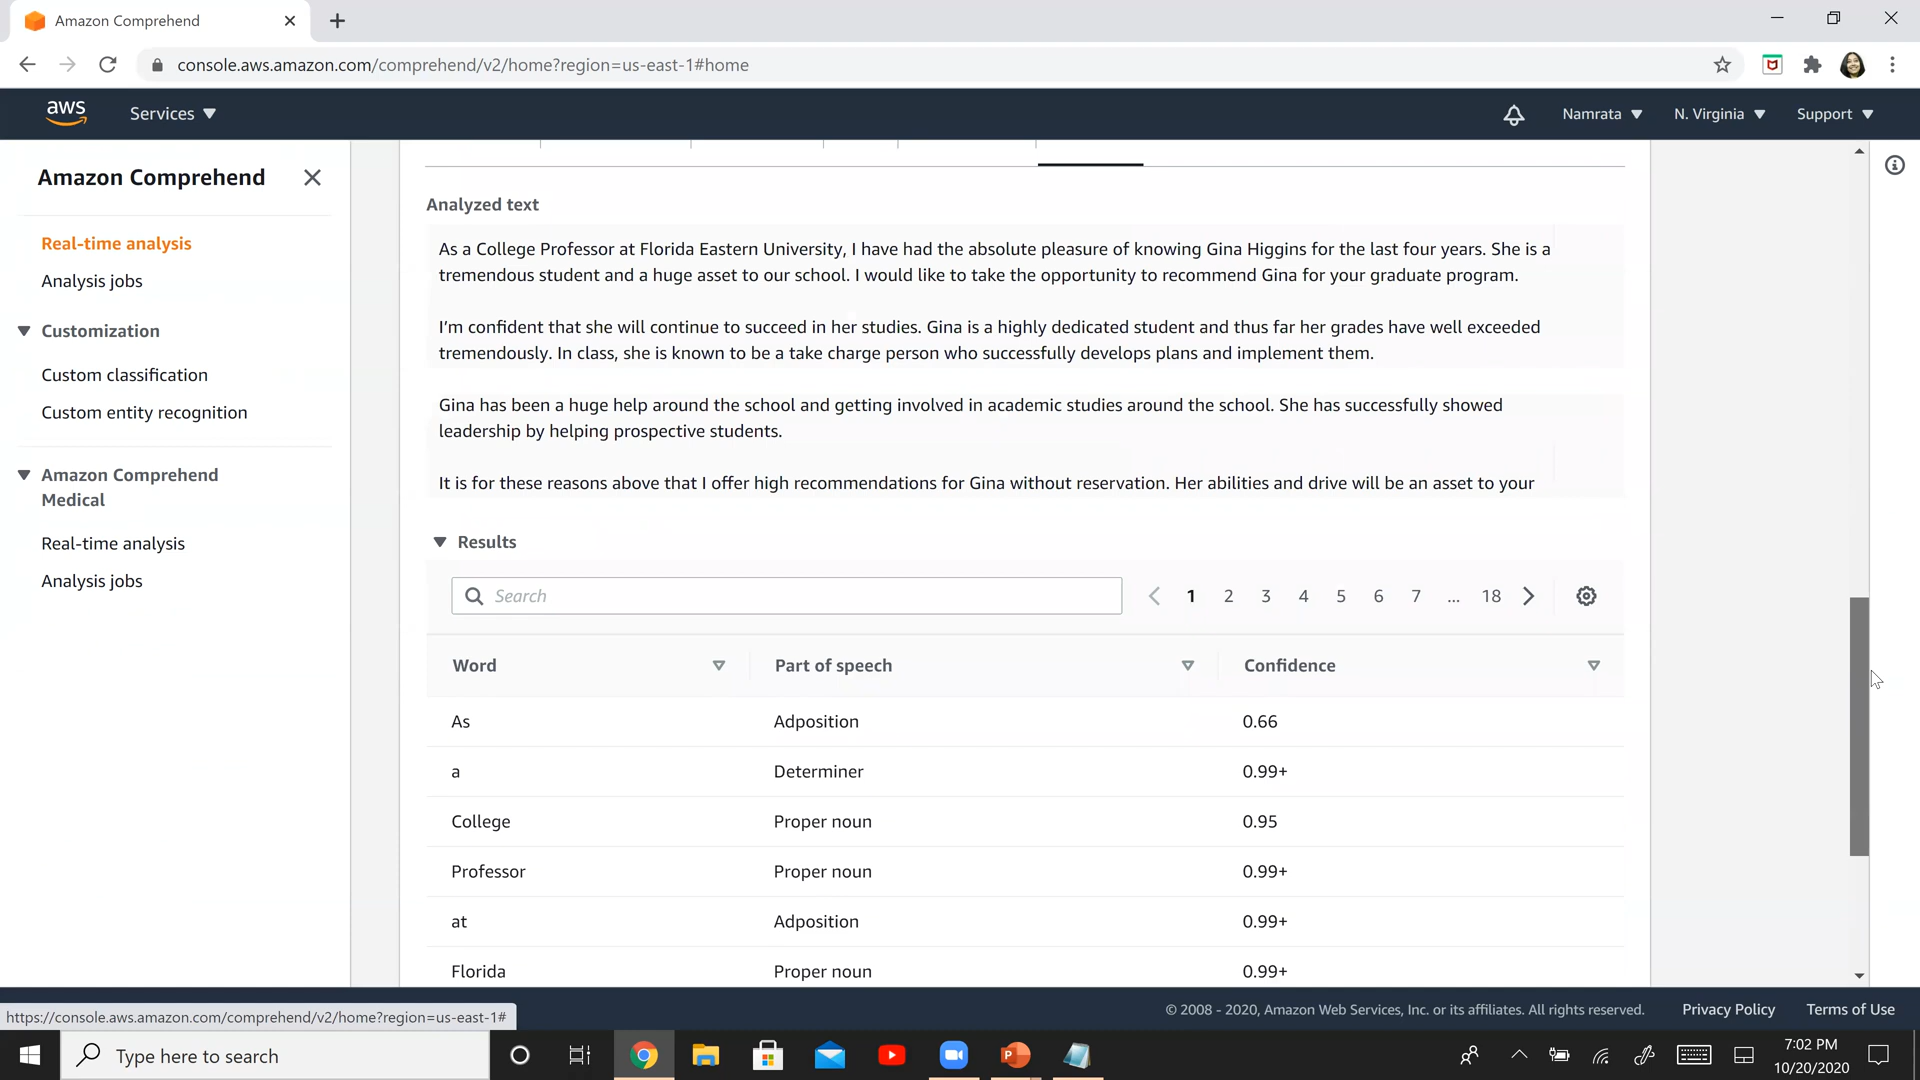 Amazon Comprehend
console.aws.amazon.com/comprehend/v2/home?region=us-east-1#home
aws
Services
Namrata
N. Virginia
Support
Amazon Comprehend
Real-time analysis
Analysis jobs
Customization
Custom classification
Custom entity recognition
Amazon Comprehend
Medical
Real-time analysis
Analysis jobs
Analyzed text
As a College Professor at Florida Eastern University, I have had the absolute pleasure of knowing Gina Higgins for the last four years. She is a
tremendous student and a huge asset to our school. I would like to take the opportunity to recommend Gina for your graduate program.
I'm confident that she will continue to succeed in her studies. Gina is a highly dedicated student and thus far her grades have well exceeded
tremendously. In class, she is known to be a take charge person who successfully develops plans and implement them.
Gina has been a huge help around the school and getting involved in academic studies around the school. She has successfully showed
leadership by helping prospective students.
It is for these reasons above that I offer high recommendations for Gina without reservation. Her abilities and drive will be an asset to your
Results
Search
1 2 3 4 5 6 7 ... 18
Word Part of speech Confidence
As Adposition 0.66
a Determiner 0.99+
College Proper noun 0.95
Professor Proper noun 0.99+
at Adposition 0.99+
Florida Proper noun 0.99+
https://console.aws.amazon.com/comprehend/v2/home?region=us-east-1#
© 2008 - 2020, Amazon Web Services, Inc. or its affiliates. All rights reserved.
Privacy Policy
Terms of Use
Type here to search
7:02 PM
10/20/2020